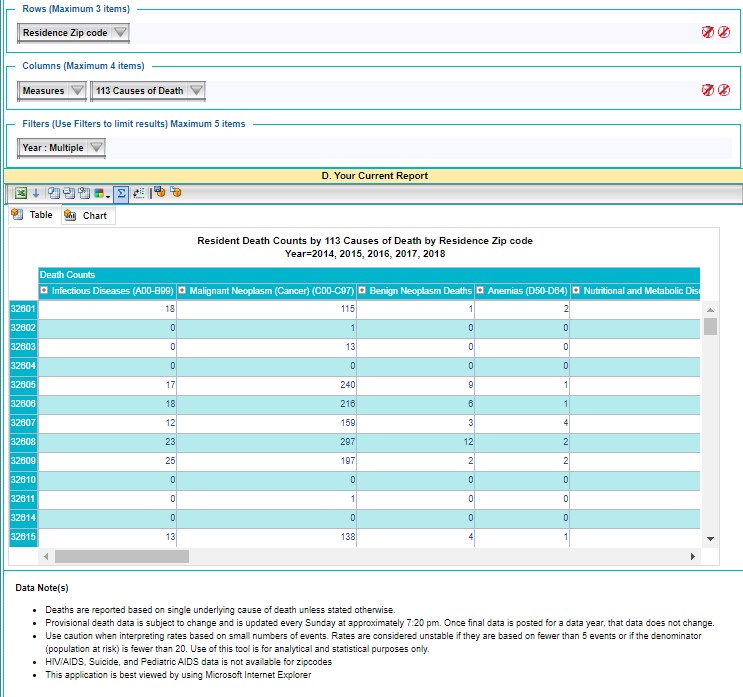 Rows (Maximum 3 items)
Residence Zip code
Columns (Maximum 4 items)
Measures 113 Causes of Death
Filters (Use Filters to limit results) Maximum 5 items
Year : Multiple
D. Your Current Report
Table Chart
Resident Death Counts by 113 Causes of Death by Residence Zip code
Year=2014, 2015, 2016, 2017, 2018
Death Counts
Infectious Diseases (A00-B99) Malignant Neoplasm (Cancer) (C00-C97) Benign Neoplasm Deaths Anemias (D50-D64) Nutritional and Metabolic Dis
32601 18 115 1 2
32602 0 1 0 0
32603 0 13 0 0
32604 0 0 0 0
32605 17 240 9 1
32606 18 216 6 1
32607 12 159 3 4
32608 23 297 12 2
32609 25 197 2 2
32610 0 0 0 0
32611 0 1 0 0
32614 0 0 0 0
32615 13 138 4 1
Data Note(s)
• Deaths are reported based on single underlying cause of death unless stated otherwise.
• Provisional death data is subject to change and is updated every Sunday at approximately 7:20 pm. Once final data is posted for a data year, that data does not change.
• Use caution when interpreting rates based on small numbers of events. Rates are considered unstable if they are based on fewer than 5 events or if the denominator
(population at risk) is fewer than 20. Use of this tool is for analytical and statistical purposes only.
• HIV/AIDS, Suicide, and Pediatric AIDS data is not available for zipcodes
• This application is best viewed by using Microsoft Internet Explorer